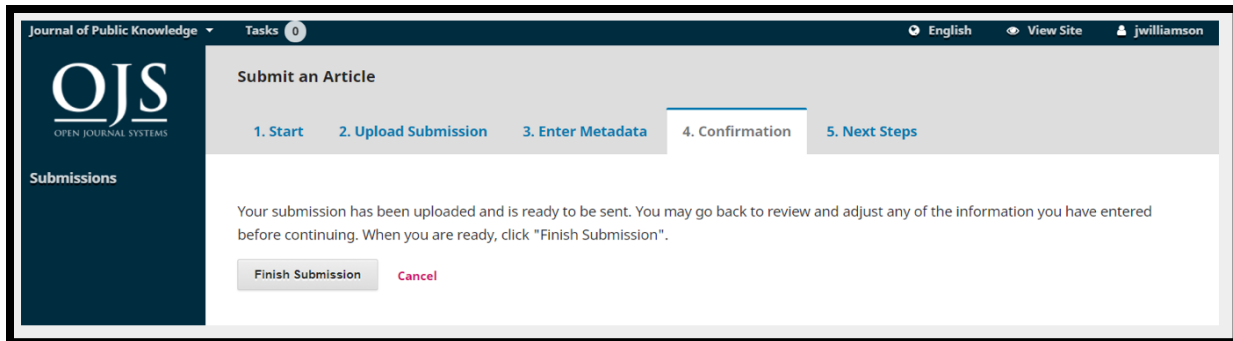 Journal of Public Knowledge Tasks 0 English View Site jwilliamson
OJS
OPEN JOURNAL SYSTEMS
Submissions
Submit an Article
1. Start 2. Upload Submission 3. Enter Metadata 4. Confirmation 5. Next Steps
Your submission has been uploaded and is ready to be sent. You may go back to review and adjust any of the information you have entered
before continuing. When you are ready, click "Finish Submission".
Finish Submission Cancel